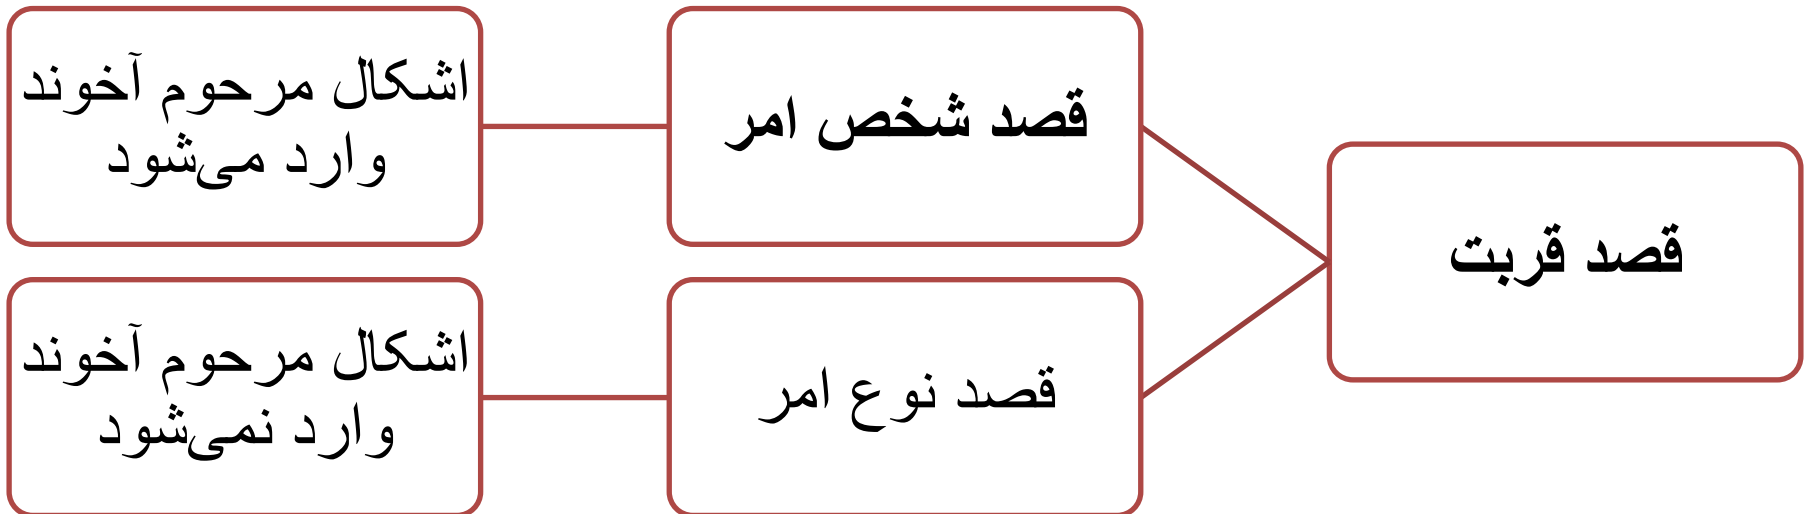 قصد قربت
قصد شخص امر
اشکال مرحوم آخوند
وارد می‌شود
قصد نوع امر
اشکال مرحوم آخوند
وارد نمی‌شود